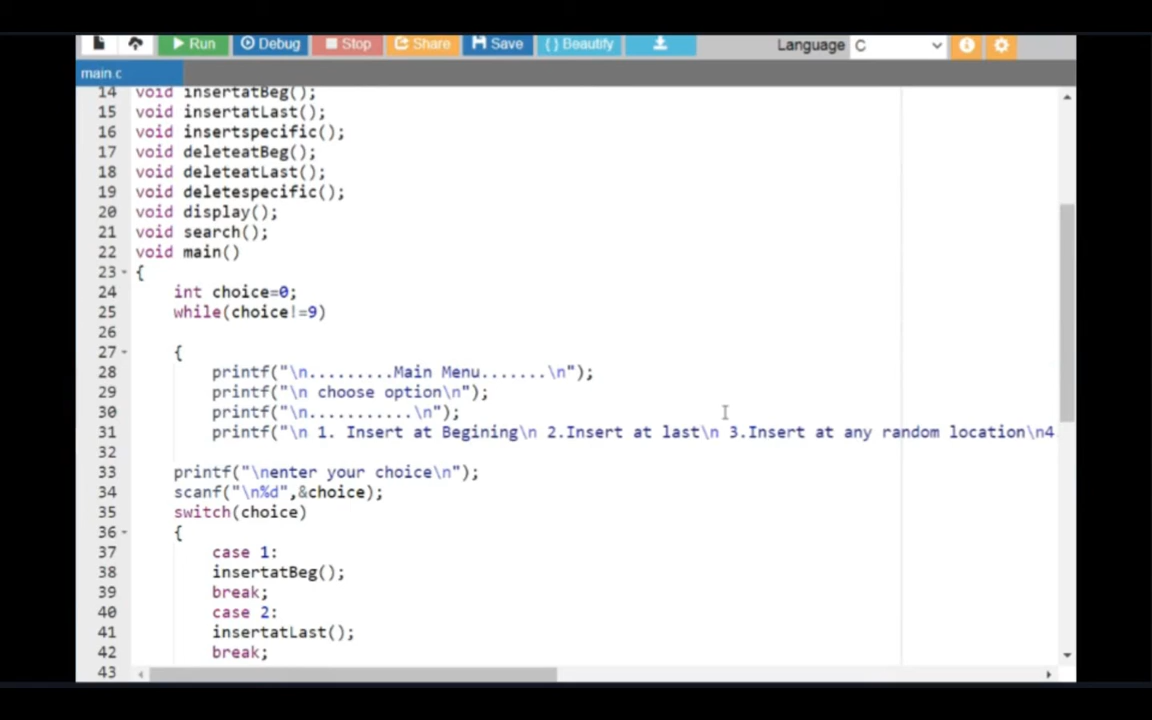 Run Debug Stop Share Save { } Beautify Language C
main.c
14 void insertatBeg();
15 void insertatLast();
16 void insertspecific();
17 void deleteatBeg();
18 void deleteatLast();
19 void deletespecific();
20 void display();
21 void search();
22 void main()
23 {
24 int choice=0;
25 while(choice!=9)
26
27 {
28 printf("\n.........Main Menu.......\n");
29 printf("\n choose option\n");
30 printf("\n...........\n");
31 printf("\n 1. Insert at Begining\n 2.Insert at last\n 3.Insert at any random location\n4
32
33 printf("\nenter your choice\n");
34 scanf("\n%d",&choice);
35 switch(choice)
36 {
37 case 1:
38 insertatBeg();
39 break;
40 case 2:
41 insertatLast();
42 break;
43